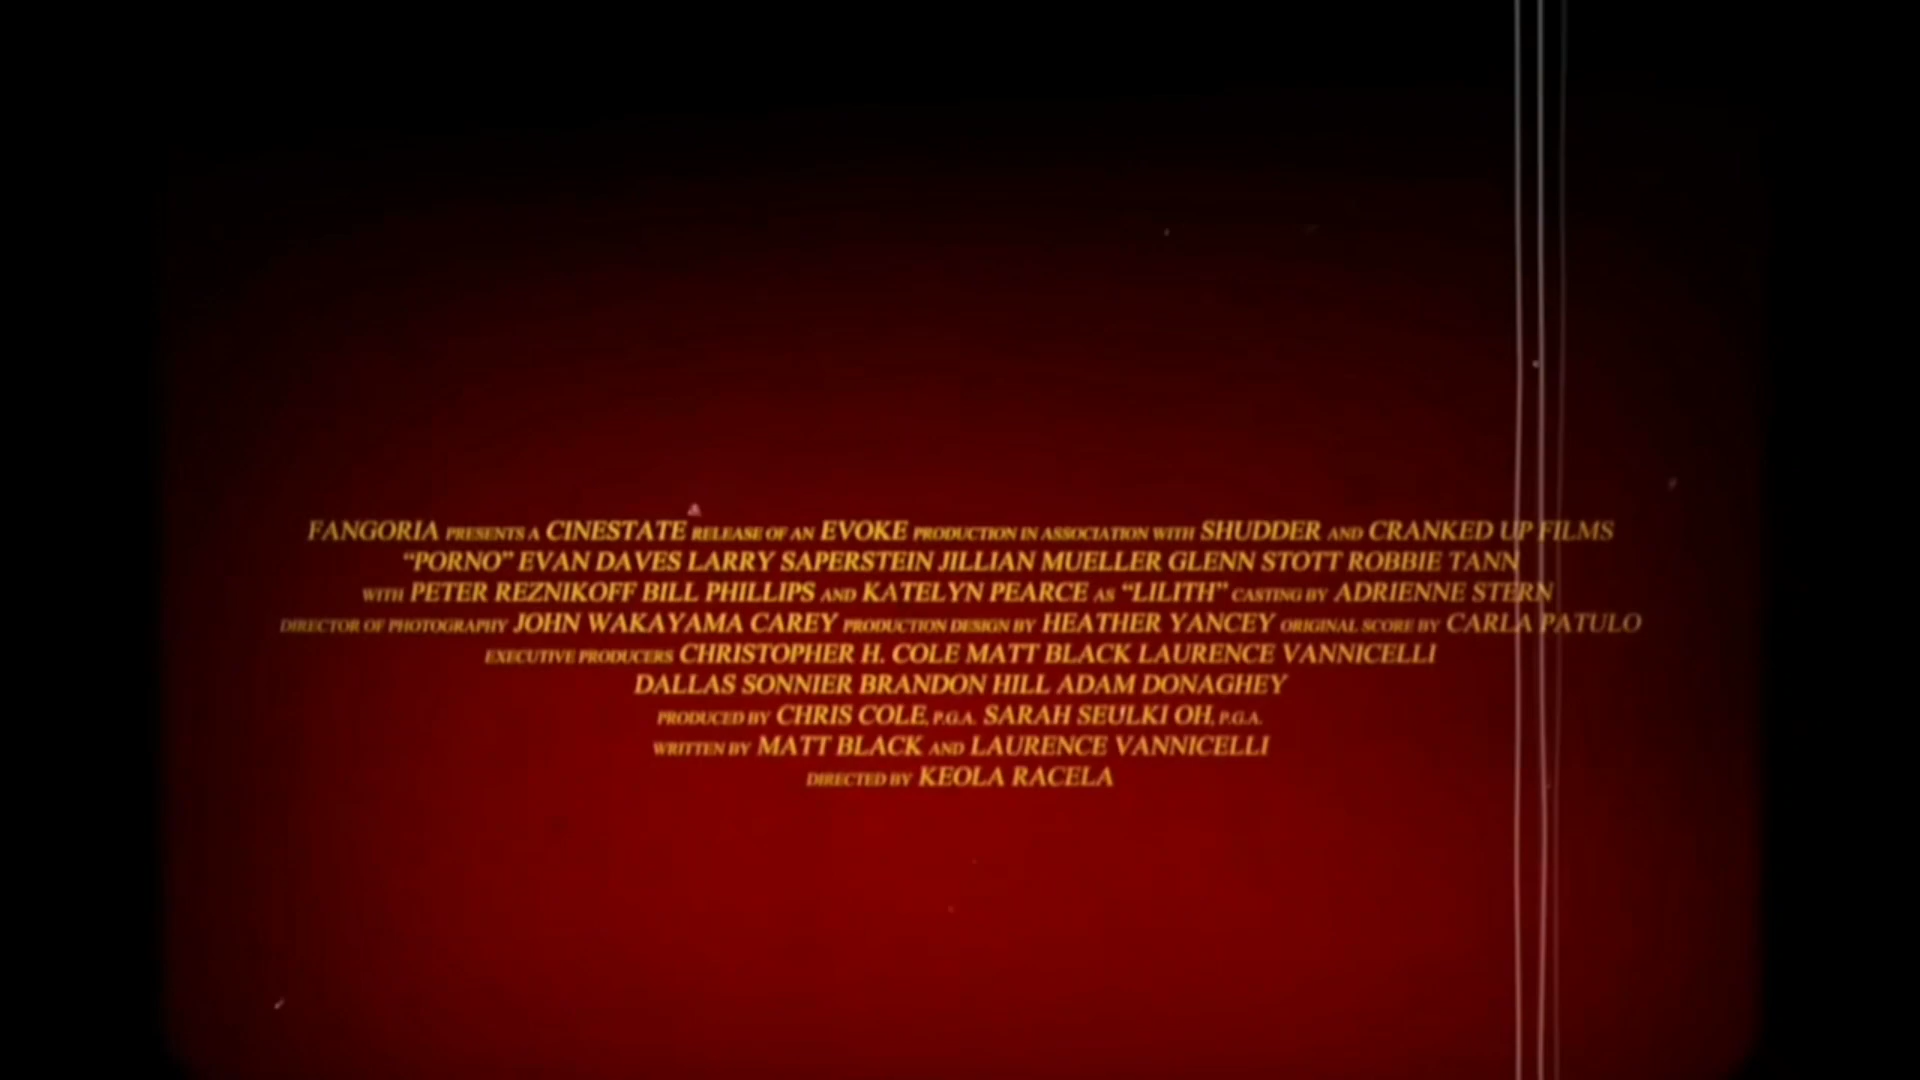 FANGORIA PRESENTS A CINESTATE RELEASE OF AN EVOKE PRODUCTION IN ASSOCIATION WITH SHUDDER AND CRANKED UP FILMS
“PORNO” EVAN DAVES LARRY SAPERSTEIN JILLIAN MUELLER GLENN STOTT ROBBIE TANN
WITH PETER REZNIKOFF BILL PHILLIPS AND KATELYN PEARCE AS “LILITH” CASTING BY ADRIENNE STERN
DIRECTOR OF PHOTOGRAPHY JOHN WAKAYAMA CAREY PRODUCTION DESIGN BY HEATHER YANCEY ORIGINAL SCORE BY CARLA PATULO
EXECUTIVE PRODUCERS CHRISTOPHER H. COLE MATT BLACK LAURENCE VANNICELLI
DALLAS SONNIER BRANDON HILL ADAM DONAGHEY
PRODUCED BY CHRIS COLE, P.G.A. SARAH SEULKI OH, P.G.A.
WRITTEN BY MATT BLACK AND LAURENCE VANNICELLI
DIRECTED BY KEOLA RACELA